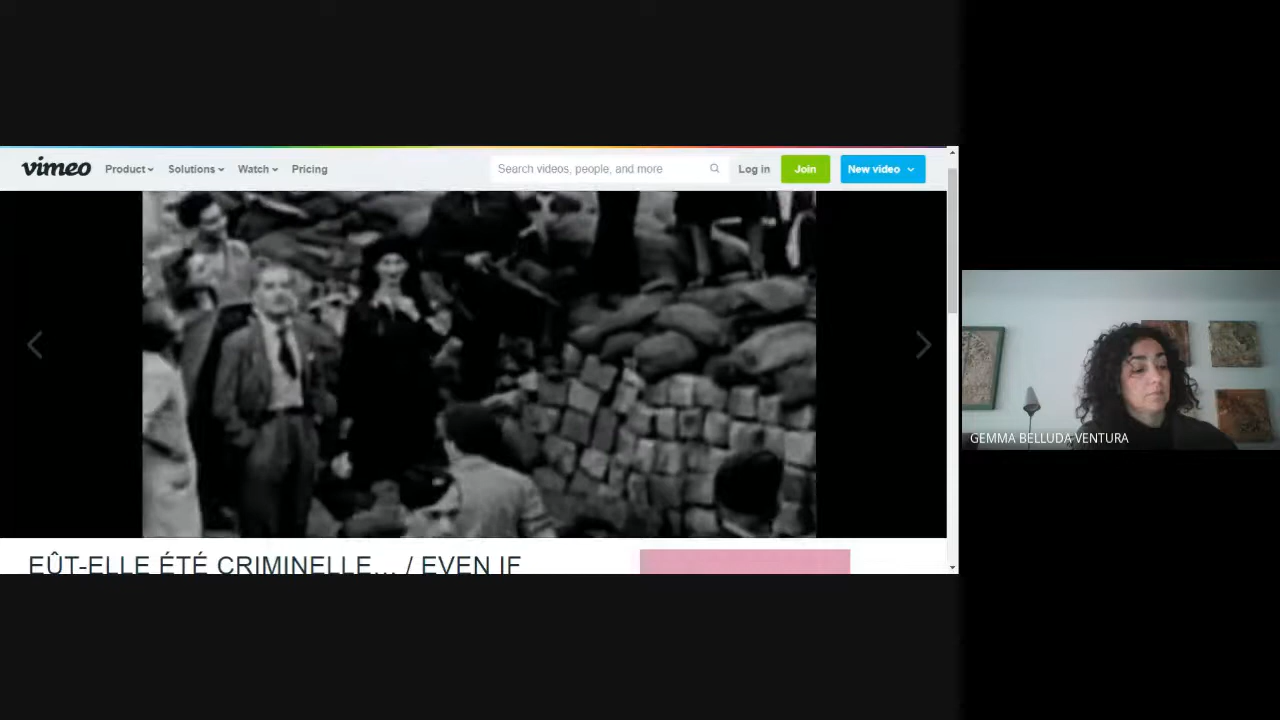 vimeo Product Solutions Watch Pricing Search videos, people, and more Log in Join New video
EÛT-ELLE ÉTÉ CRIMINELLE... / EVEN IF
GEMMA BELLUDA VENTURA